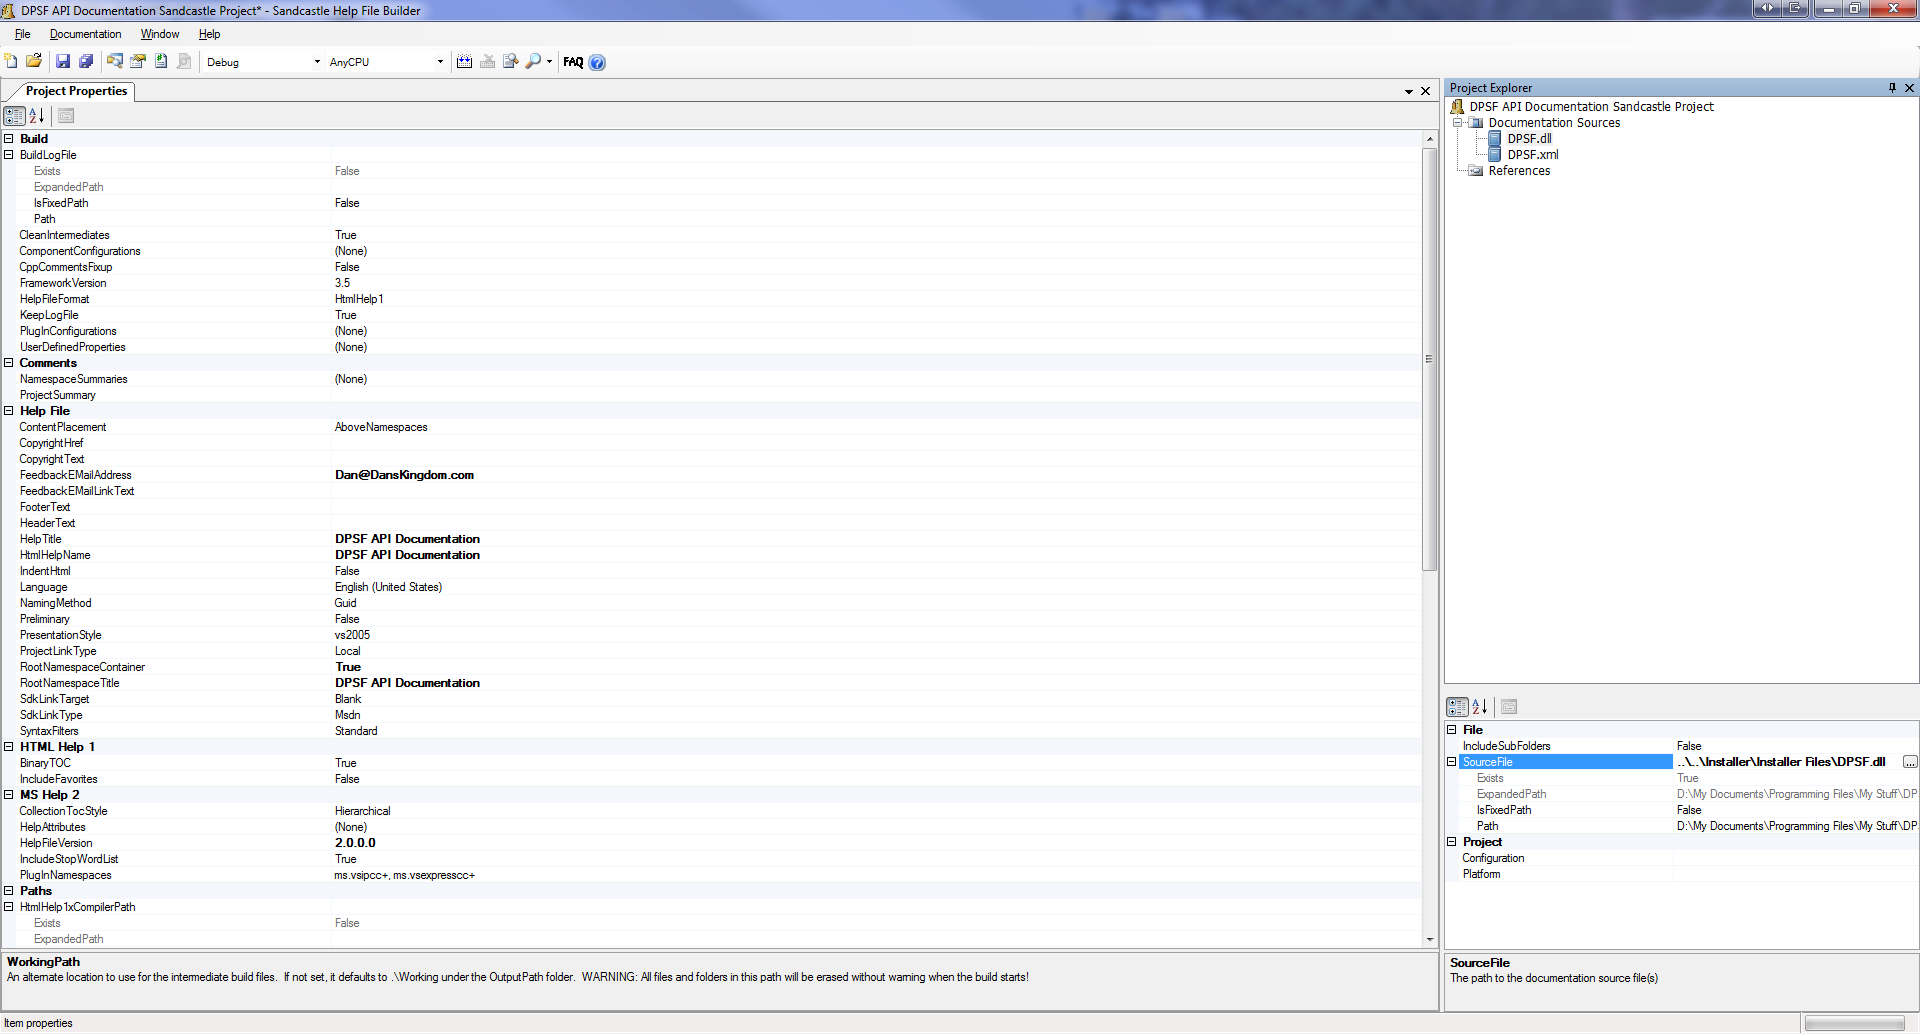 DPSF API Documentation Sandcastle Project* - Sandcastle Help File Builder
File Documentation Window Help
Debug AnyCPU FAQ
Project Properties
Build
BuildLogFile
Exists False
ExpandedPath
IsFixedPath False
Path
CleanIntermediates True
ComponentConfigurations (None)
CppCommentsFixup False
FrameworkVersion 3.5
HelpFileFormat HtmlHelp1
KeepLogFile True
PlugInConfigurations (None)
UserDefinedProperties (None)
Comments
NamespaceSummaries (None)
ProjectSummary
Help File
ContentPlacement AboveNamespaces
CopyrightHref
CopyrightText
FeedbackEMailAddress Dan@DansKingdom.com
FeedbackEMailLinkText
FooterText
HeaderText
HelpTitle DPSF API Documentation
HtmlHelpName DPSF API Documentation
IndentHtml False
Language English (United States)
NamingMethod Guid
Preliminary False
PresentationStyle vs2005
ProjectLinkType Local
RootNamespaceContainer True
RootNamespaceTitle DPSF API Documentation
SdkLinkTarget Blank
SdkLinkType Msdn
SyntaxFilters Standard
HTML Help 1
BinaryTOC True
IncludeFavorites False
MS Help 2
CollectionTocStyle Hierarchical
HelpAttributes (None)
HelpFileVersion 2.0.0.0
IncludeStopWordList True
PlugInNamespaces ms.vsipcc+, ms.vsexpresscc+
Paths
HtmlHelp1xCompilerPath
Exists False
ExpandedPath
WorkingPath
An alternate location to use for the intermediate build files. If not set, it defaults to .\Working under the OutputPath folder. WARNING: All files and folders in this path will be erased without warning when the build starts!
Item properties
Project Explorer
DPSF API Documentation Sandcastle Project
Documentation Sources
DPSF.dll
DPSF.xml
References
File
IncludeSubFolders False
SourceFile ..\..\Installer\Installer Files\DPSF.dll ...
Exists True
ExpandedPath D:\My Documents\Programming Files\My Stuff\DP
IsFixedPath False
Path D:\My Documents\Programming Files\My Stuff\DP
Project
Configuration
Platform
SourceFile
The path to the documentation source file(s)